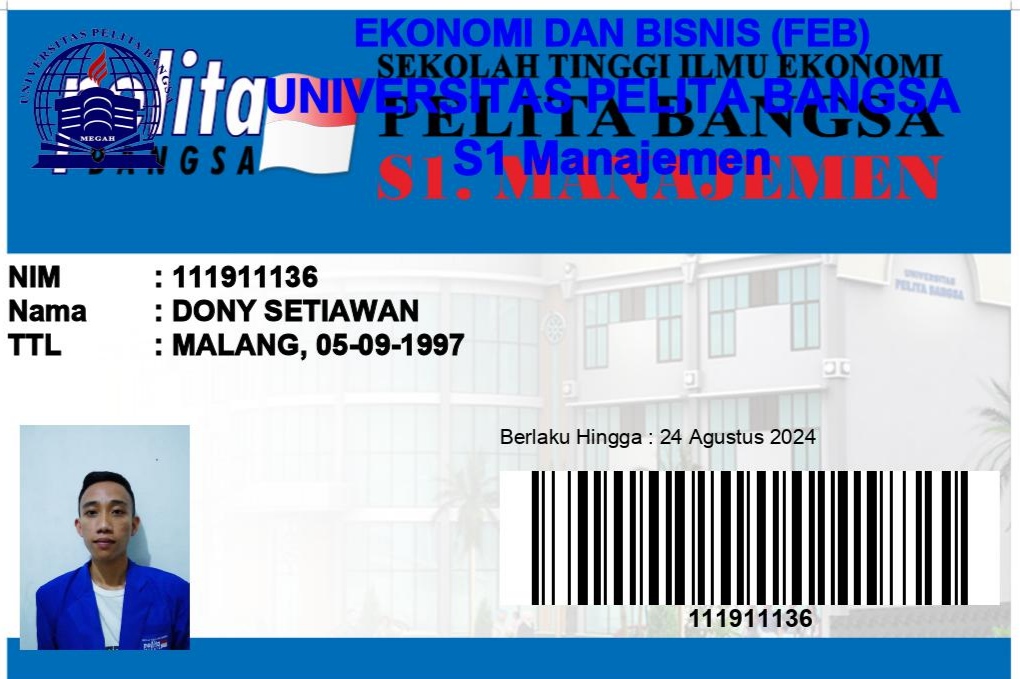 EKONOMI DAN BISNIS (FEB)
SEKOLAH TINGGI ILMU EKONOMI
UNIVERSITAS PELITA BANGSA
PELITA BANGSA
S1 Manajemen
S1. MANAJEMEN
UNIVERSITAS PELITA BANGSA
MEGAH
pelita
BANGSA
NIM : 111911136
Nama : DONY SETIAWAN
TTL : MALANG, 05-09-1997
UNIVERSITAS
PELITA BANGSA
Berlaku Hingga : 24 Agustus 2024
111911136
pelita